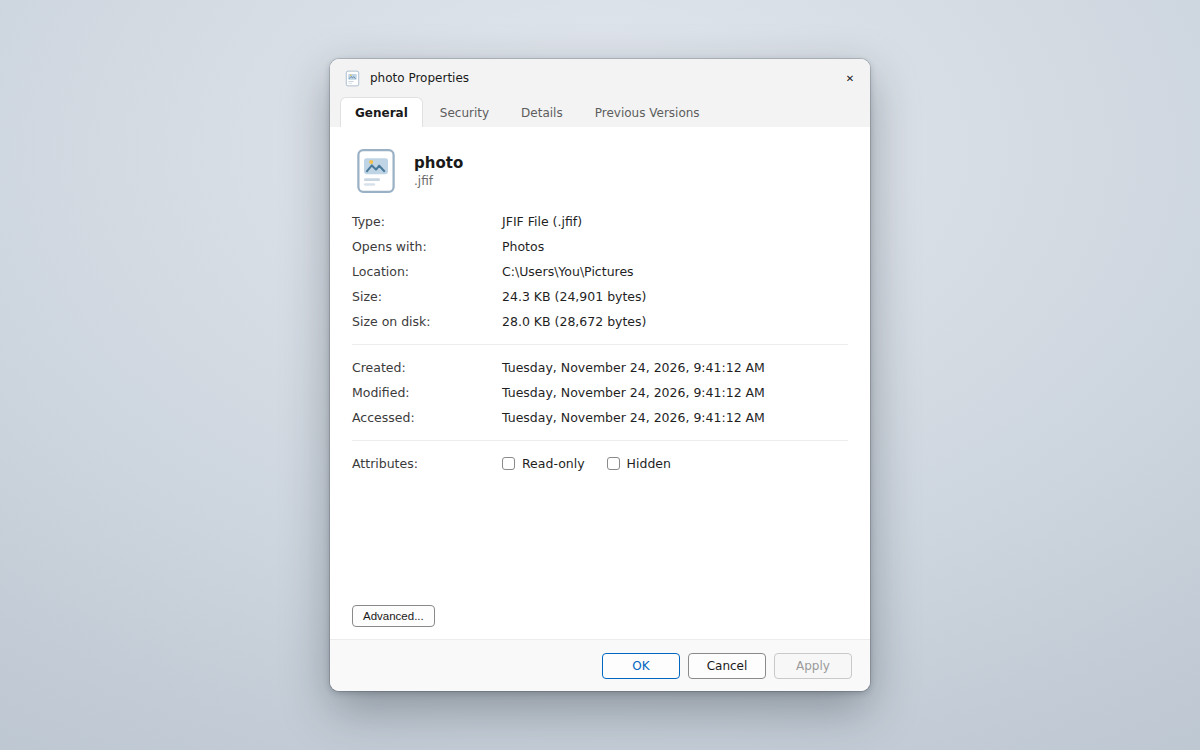 photo Properties
General Security Details Previous Versions
photo
.jfif
Type: JFIF File (.jfif)
Opens with: Photos
Location: C:\Users\You\Pictures
Size: 24.3 KB (24,901 bytes)
Size on disk: 28.0 KB (28,672 bytes)
Created: Tuesday, November 24, 2026, 9:41:12 AM
Modified: Tuesday, November 24, 2026, 9:41:12 AM
Accessed: Tuesday, November 24, 2026, 9:41:12 AM
Attributes: Read-only Hidden
Advanced...
OK Cancel Apply